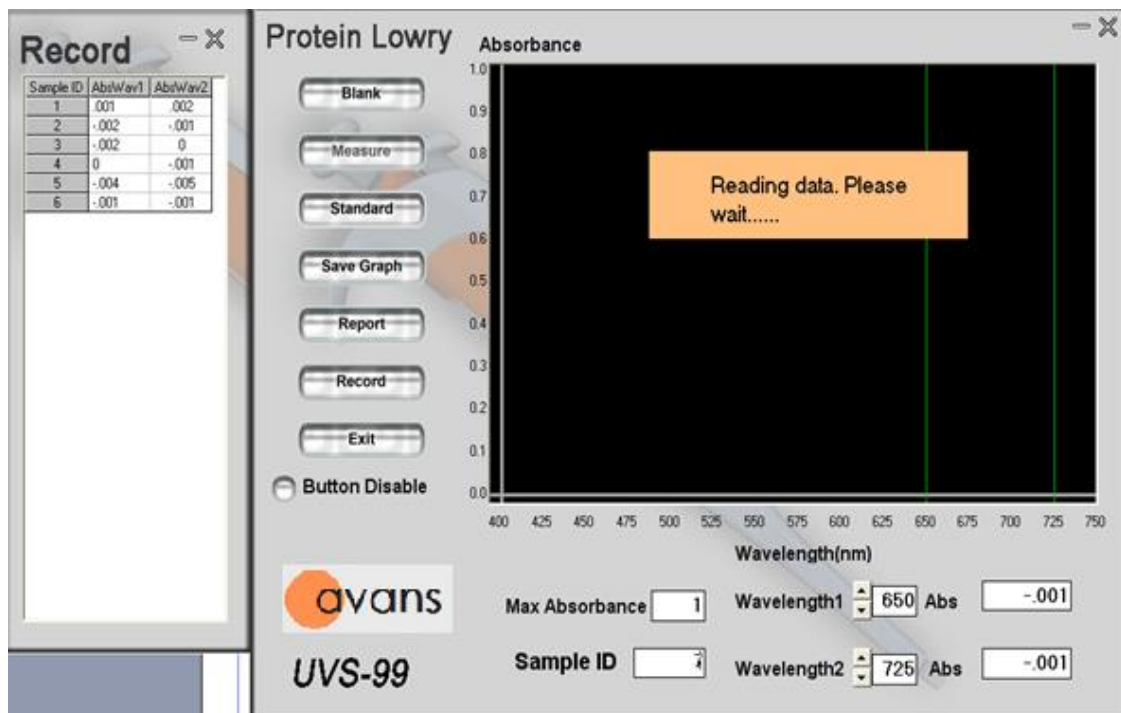 Record
Sample ID AbsWav1 AbsWav2
1 .001 .002
2 -.002 -.001
3 -.002 0
4 0 -.001
5 -.004 -.005
6 -.001 -.001
Protein Lowry
Blank
Measure
Standard
Save Graph
Report
Record
Exit
Button Disable
avans
UVS-99
Absorbance
1.0
0.9
0.8
0.7
0.6
0.5
0.4
0.3
0.2
0.1
0.0
Reading data. Please
wait......
400 425 450 475 500 525 550 575 600 625 650 675 700 725 750
Wavelength(nm)
Max Absorbance 1
Wavelength1 650 Abs -.001
Sample ID 7
Wavelength2 725 Abs -.001